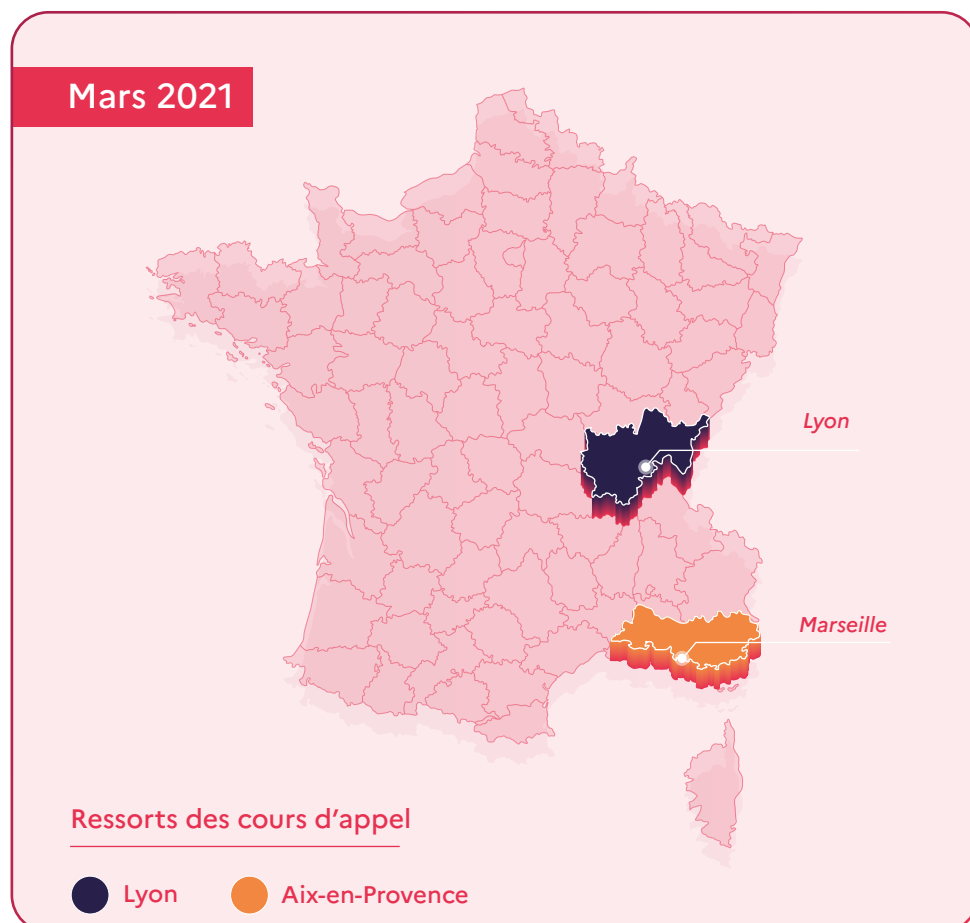 Mars 2021
Lyon
Marseille
Ressorts des cours d’appel
Lyon
Aix-en-Provence